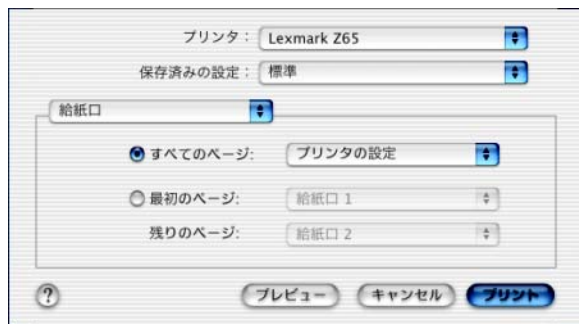 プリンタ： Lexmark Z65
保存済みの設定： 標準
給紙口
すべてのページ: プリンタの設定
最初のページ: 給紙口 1
残りのページ: 給紙口 2
? プレビュー キャンセル プリント